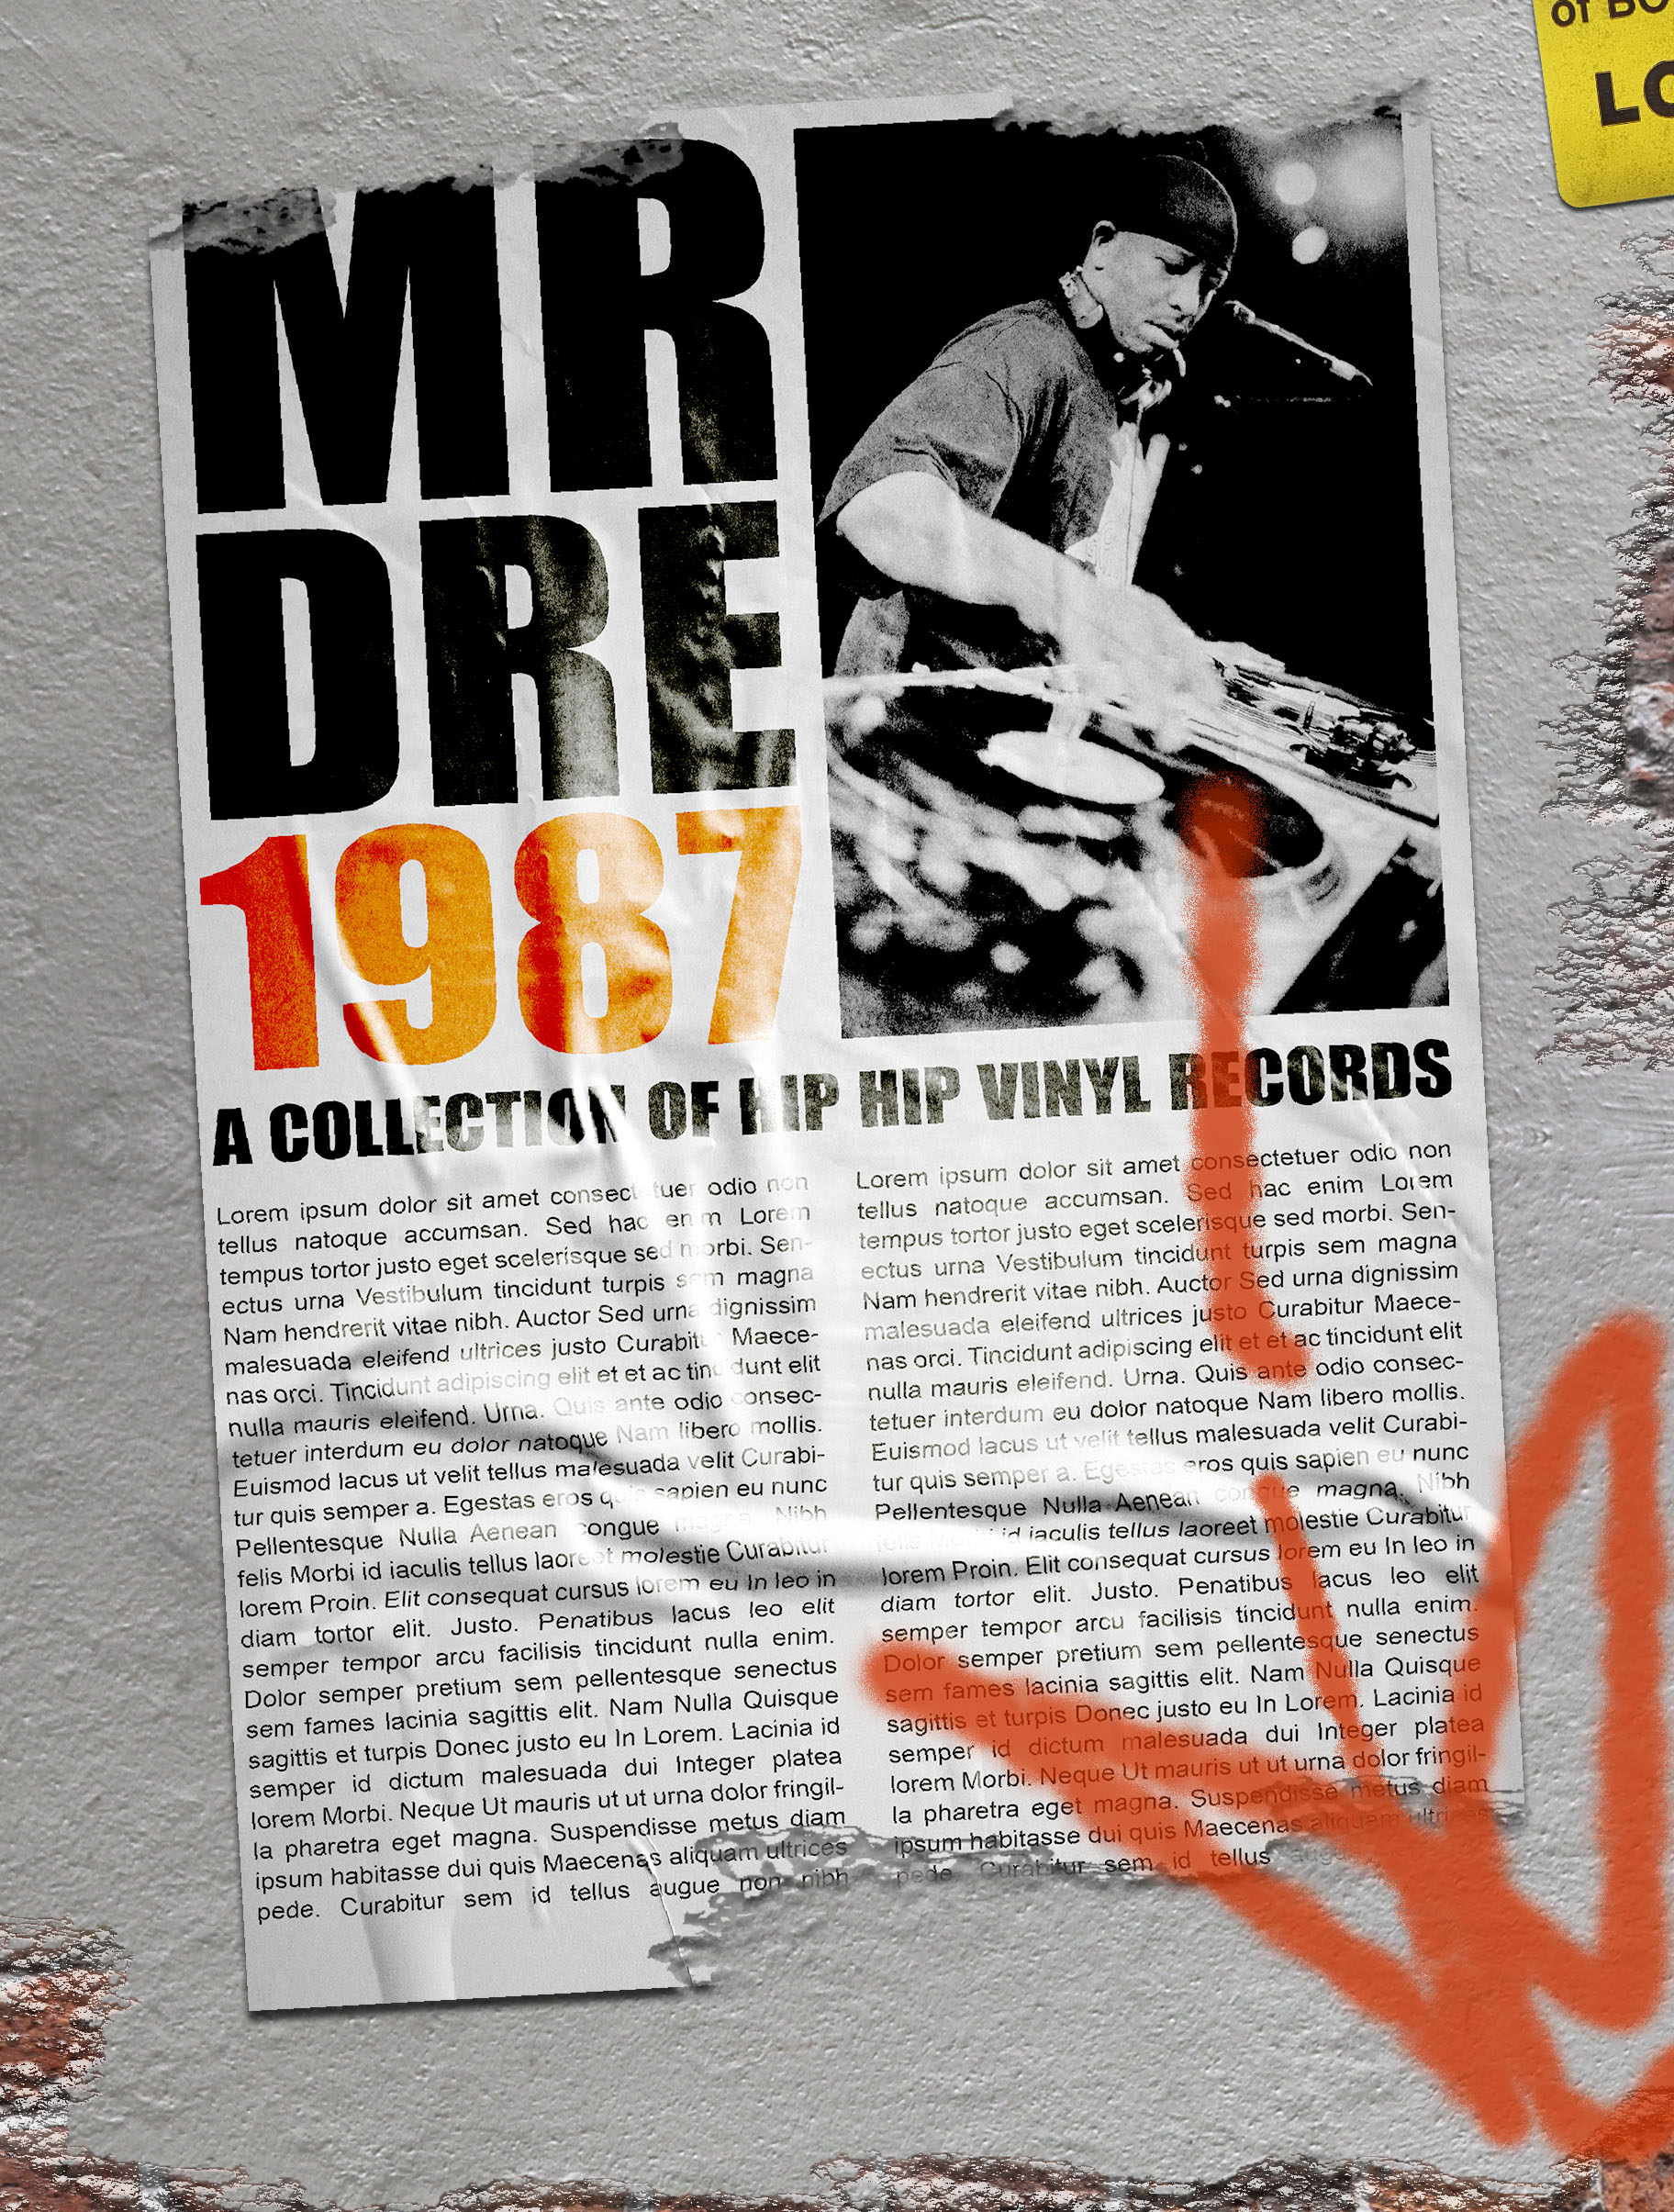 MR
DRE
1987
A COLLECTION OF HIP HIP VINYL RECORDS
Lorem ipsum dolor sit amet odio non
tellus natoque accumsan. Sed hac enim Lorem
tempus tortor justo eget scelerisque sed morbi. Sen-
ectus urna Vestibulum tincidunt turpis sem magna
Nam hendrerit vitae nibh. Auctor Sed urna dignissim
malesuada eleifend ultrices justo Maece-
nas orci. Tincidunt adipiscing elit et et ac tincidunt elit
nulla mauris eleifend. Urna. Quis ante odio consec-
tetuer interdum eu dolor natoque Nam libero mollis.
Euismod lacus ut velit tellus malesuada velit Curabi-
tur quis semper a. Egestas eros sapien eu nunc
Pellentesque Nulla Aenean congue Nibh
felis Morbi id iaculis tellus laoreet molestie Curabitur
lorem Proin. Elit consequat cursus lorem eu In leo in
diam tortor elit. Justo. Penatibus lacus leo elit
semper tempor arcu facilisis tincidunt nulla enim.
Dolor semper pretium sem pellentesque senectus
sem fames lacinia sagittis elit. Nam Nulla Quisque
sagittis et turpis Donec justo eu In Lorem. Lacinia id
semper id dictum malesuada dui Integer platea
lorem Morbi. Neque Ut mauris ut ut urna dolor fringil-
la pharetra eget magna. Suspendisse metus diam
ipsum habitasse dui quis Maecenas aliquam ultrices
pede. Curabitur sem id tellus augue non nibh
Lorem ipsum dolor sit amet consectetuer odio non
tellus natoque accumsan. Sed hac enim Lorem
tempus tortor justo eget scelerisque sed morbi. Sen-
ectus urna Vestibulum tincidunt turpis sem magna
Nam hendrerit vitae nibh. Auctor Sed urna dignissim
malesuada eleifend ultrices justo Curabitur Maece-
nas orci. Tincidunt adipiscing elit et et ac tincidunt elit
nulla mauris eleifend. Urna. Quis ante odio consec-
tetuer interdum eu dolor natoque Nam libero mollis.
Euismod lacus ut velit tellus malesuada velit Curabi-
tur quis semper a. Egestas eros quis sapien eu nunc
Pellentesque Nulla Aenean congue magna. Nibh
id iaculis tellus laoreet molestie Curabitur
lorem Proin. Elit consequat cursus lorem eu In leo in
diam tortor elit. Justo. Penatibus lacus leo elit
semper tempor arcu facilisis tincidunt nulla enim.
Dolor semper pretium sem pellentesque senectus
sem fames lacinia sagittis elit. Nam Nulla Quisque
sagittis et turpis Donec justo eu In Lorem. Lacinia id
semper id dictum malesuada dui Integer platea
lorem Morbi. Neque Ut mauris ut ut urna dolor fringil-
la pharetra eget magna. Suspendisse metus diam
ipsum habitasse dui quis Maecenas aliquam ultrices
pede. Curabitur sem id tellus
of BO
LO